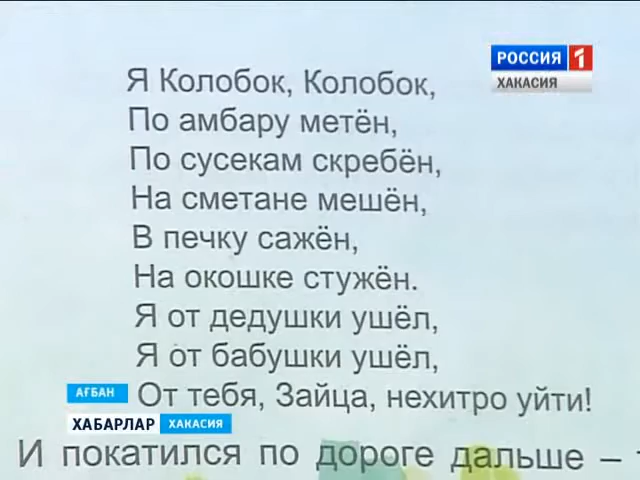 РОССИЯ 1
ХАКАСИЯ
Я Колобок, Колобок,
По амбару метён,
По сусекам скребён,
На сметане мешён,
В печку сажён,
На окошке стужён.
Я от дедушки ушёл,
Я от бабушки ушёл,
От тебя, Зайца, нехитро уйти!
АҒБАН
ХАБАРЛАР ХАКАСИЯ
И покатился по дороге дальше –